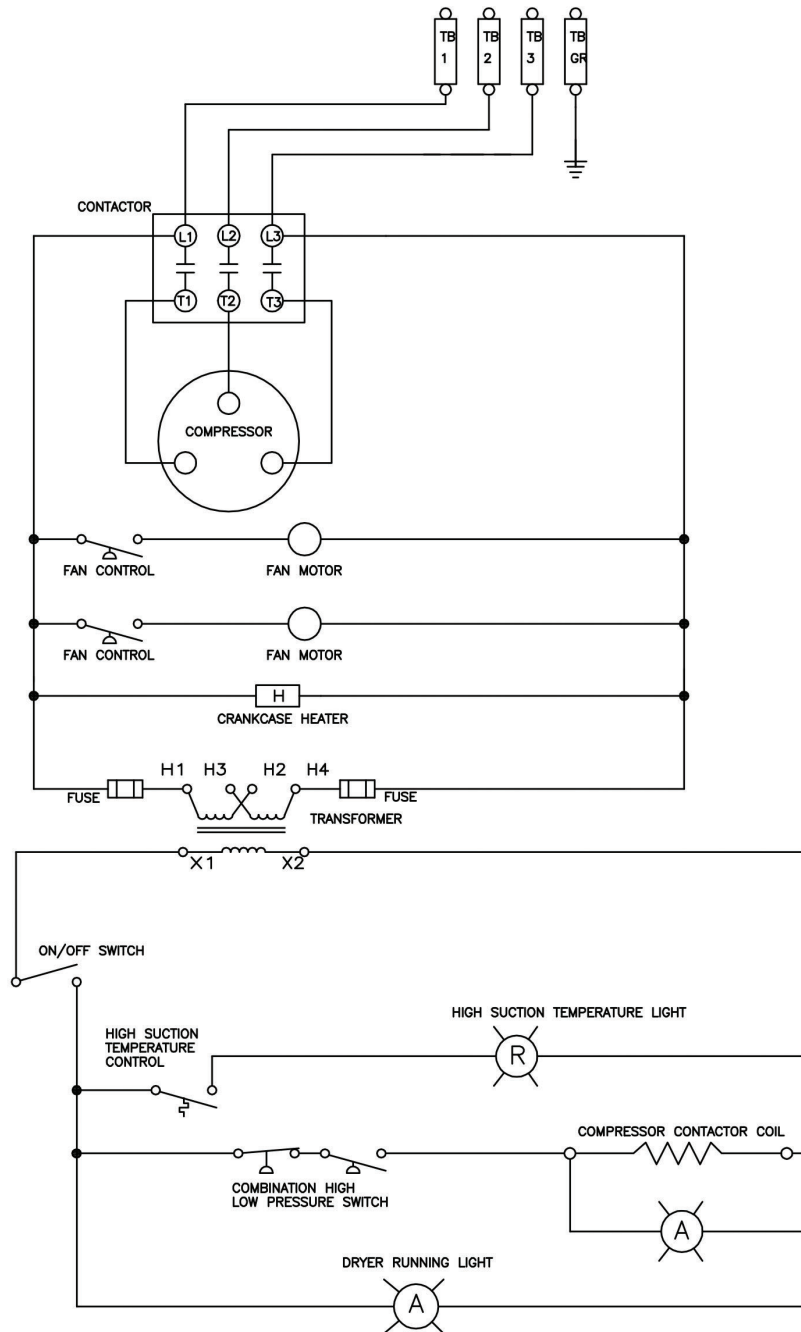 TB
1
TB
2
TB
3
TB
GR
CONTACTOR
L1
L2
L3
T1
T2
T3
COMPRESSOR
FAN CONTROL
FAN MOTOR
FAN CONTROL
FAN MOTOR
H
CRANKCASE HEATER
H1
H3
H2
H4
FUSE
FUSE
TRANSFORMER
X1
X2
ON/OFF SWITCH
HIGH SUCTION TEMPERATURE LIGHT
HIGH SUCTION
TEMPERATURE
CONTROL
R
COMPRESSOR CONTACTOR COIL
COMBINATION HIGH
LOW PRESSURE SWITCH
A
DRYER RUNNING LIGHT
A